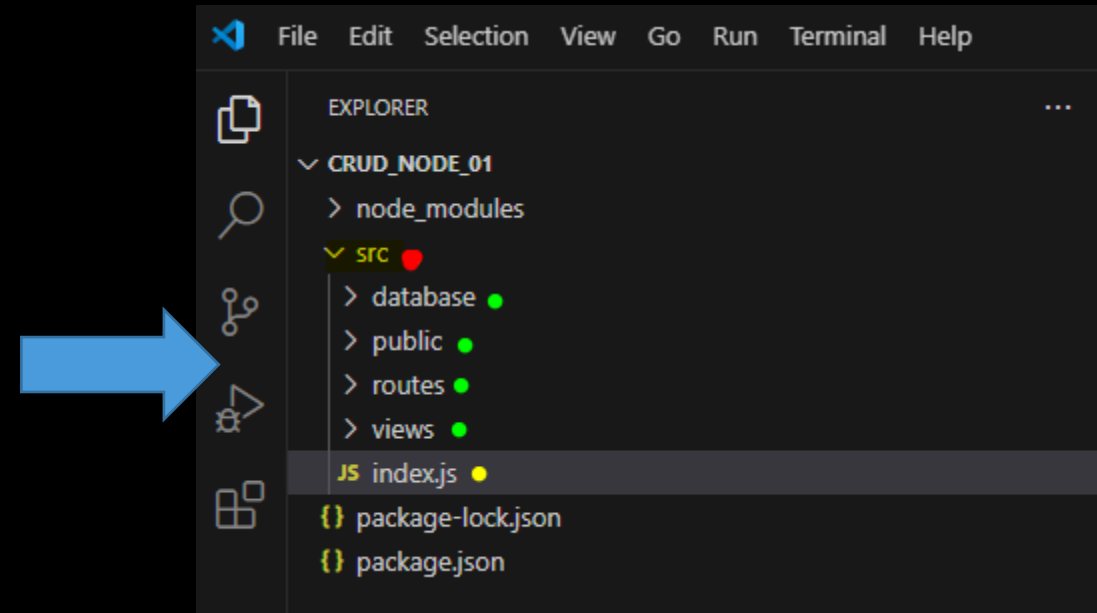 File Edit Selection View Go Run Terminal Help
EXPLORER ...
CRUD_NODE_01
node_modules
src
database
public
routes
views
JS index.js
{} package-lock.json
{} package.json